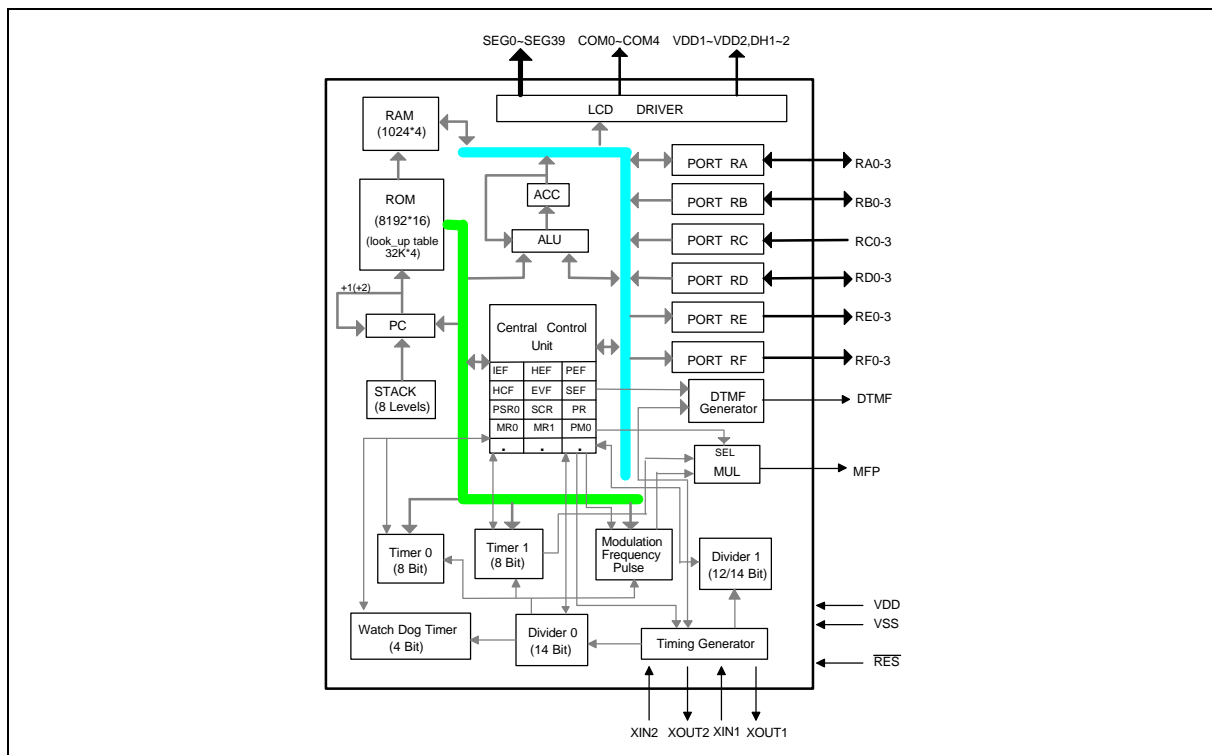 SEG0~SEG39 COM0~COM4 VDD1~VDD2,DH1~2
LCD DRIVER
RAM
(1024*4)
PORT RA
RA0-3
ROM
(8192*16)
(look_up table
32K*4)
ACC
PORT RB
RB0-3
ALU
PORT RC
RC0-3
PORT RD
RD0-3
+1(+2)
PC
Central Control
Unit
PORT RE
RE0-3
PORT RF
RF0-3
STACK
(8 Levels)
IEF HEF PEF
HCF EVF SEF
PSR0 SCR PR
MR0 MR1 PM0
. . .
DTMF
Generator
DTMF
SEL
MUL
MFP
Timer 0
(8 Bit)
Timer 1
(8 Bit)
Modulation
Frequency
Pulse
Divider 1
(12/14 Bit)
Watch Dog Timer
(4 Bit)
Divider 0
(14 Bit)
Timing Generator
VDD
VSS
RES
XIN2 XOUT2 XIN1 XOUT1